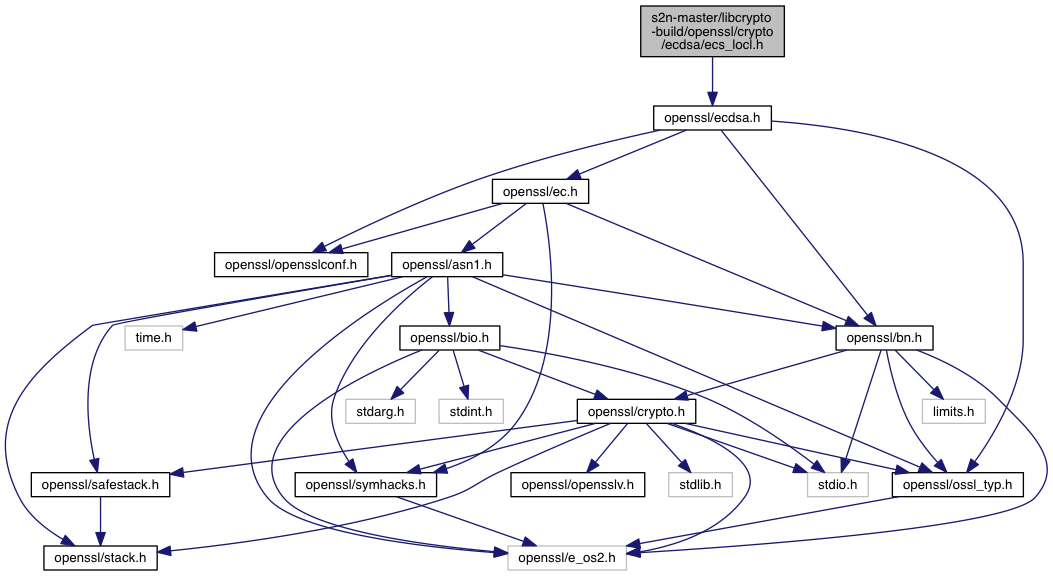 s2n-master/libcrypto
-build/openssl/crypto
/ecdsa/ecs_locl.h
openssl/ecdsa.h
openssl/ec.h
openssl/opensslconf.h
openssl/asn1.h
time.h
openssl/bio.h
openssl/bn.h
stdarg.h
stdint.h
openssl/crypto.h
limits.h
openssl/safestack.h
openssl/symhacks.h
openssl/opensslv.h
stdlib.h
stdio.h
openssl/ossl_typ.h
openssl/stack.h
openssl/e_os2.h